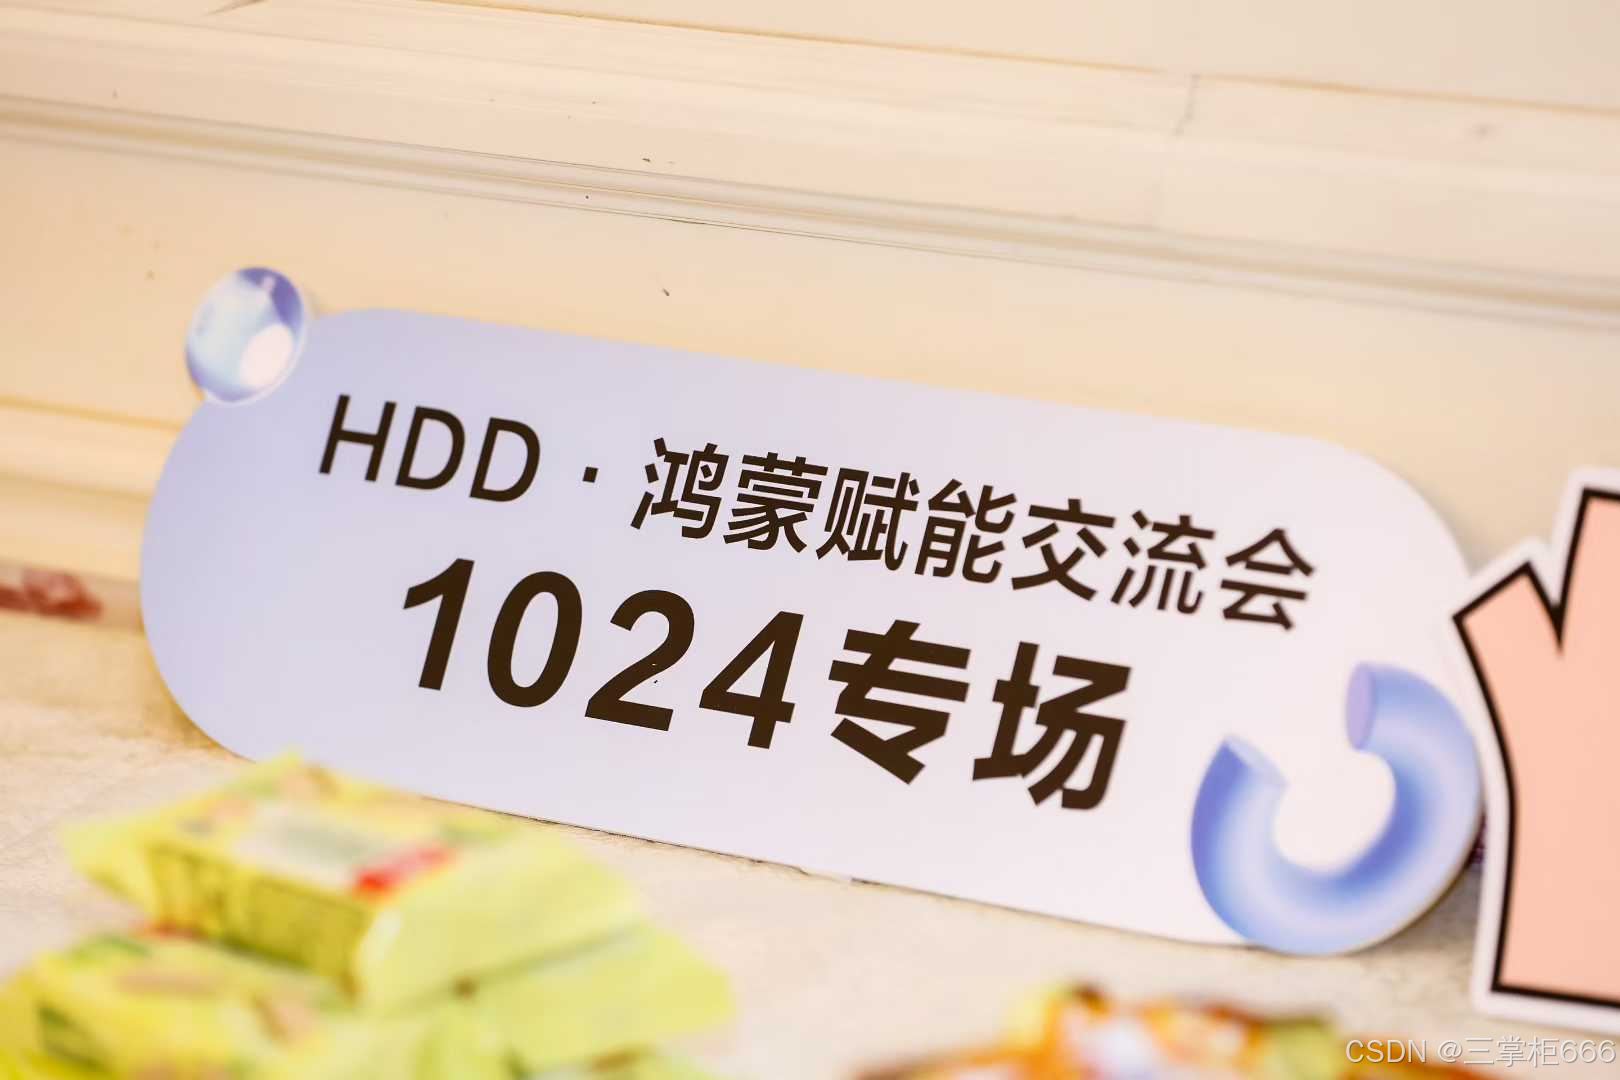 HDD · 鸿蒙赋能交流会
1024专场
CSDN @三掌柜666